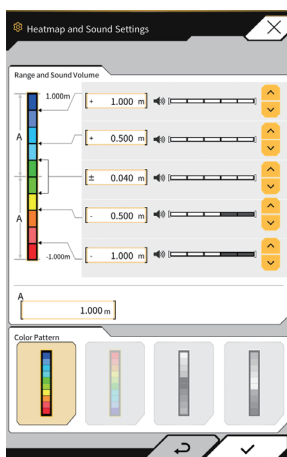 Heatmap and Sound Settings
Range and Sound Volume
1.000m
+ 1.000 m
A
+ 0.500 m
± 0.040 m
A
- 0.500 m
-1.000m
- 1.000 m
A
1.000 m
Color Pattern